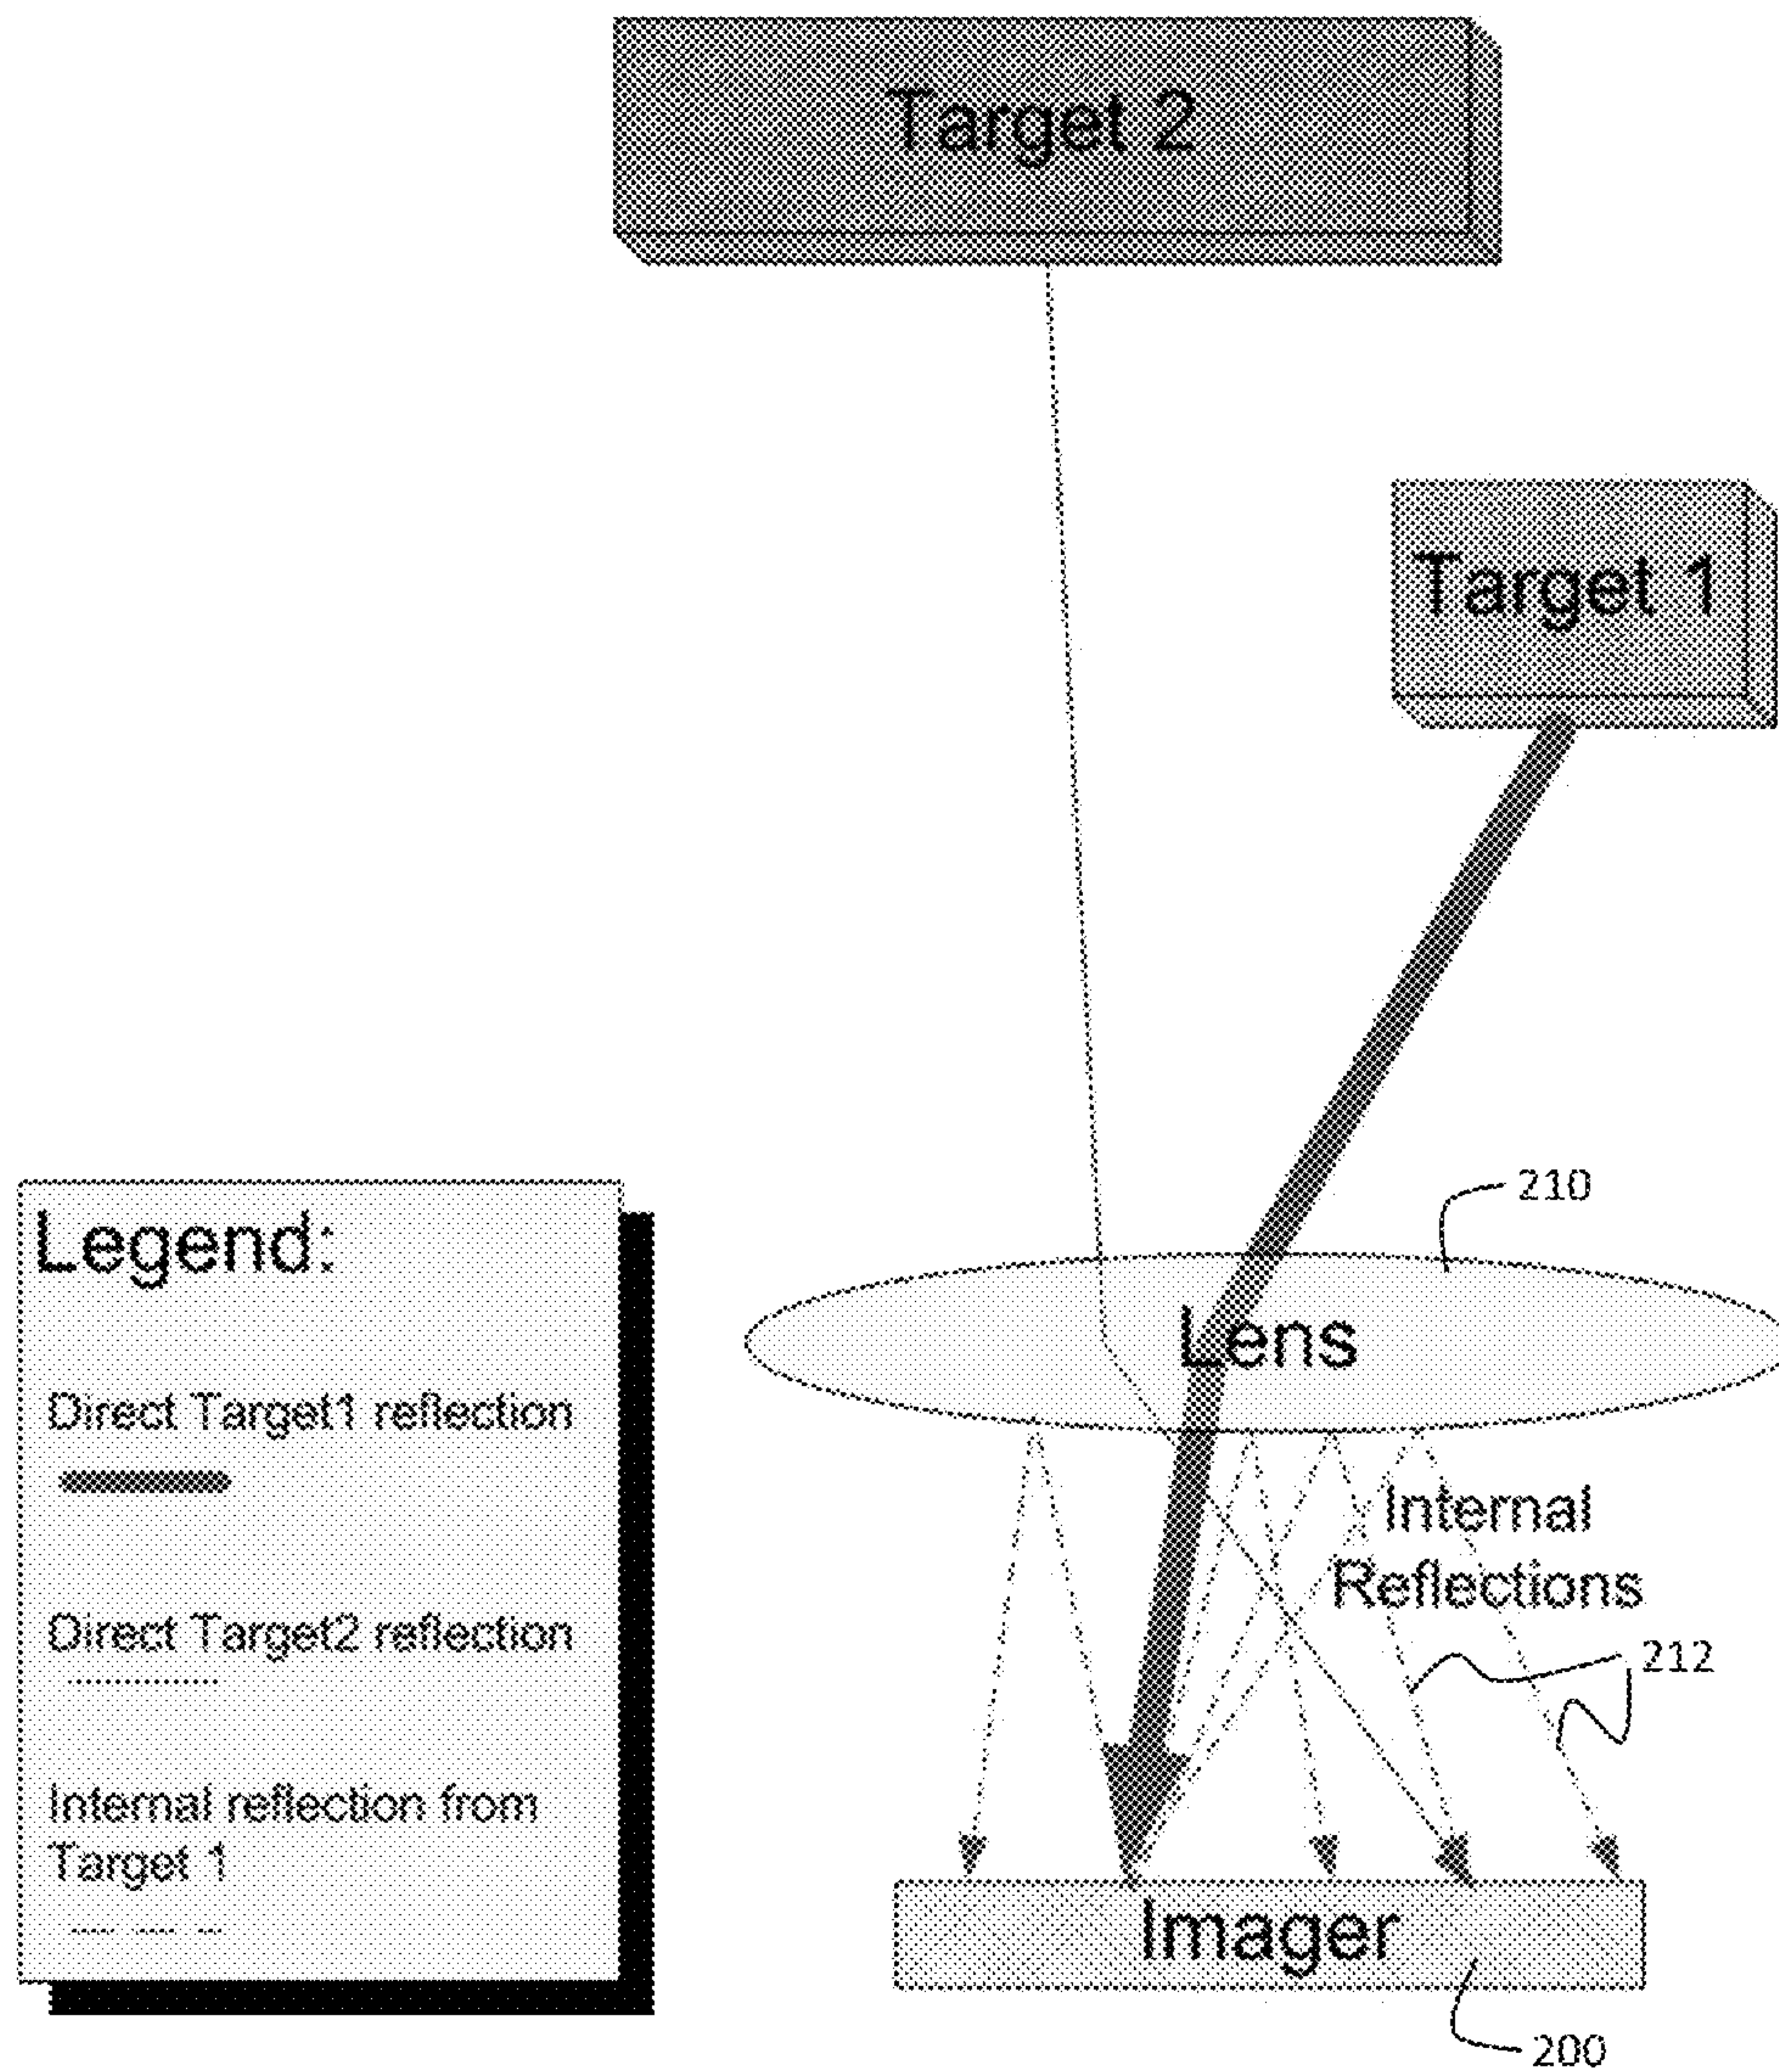 Target 2
Target 1
210
Legend:
Lens
Direct Target1 reflection
Internal
Reflections
Direct Target2 reflection
212
Internal reflection from
Target 1
Imager
200